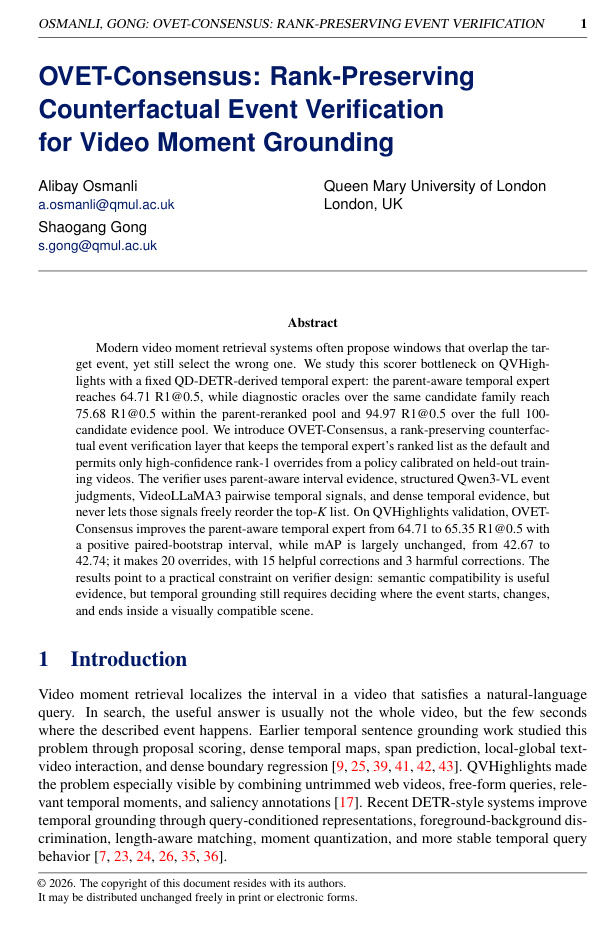 OSMANLI, GONG: OVET-CONSENSUS: RANK-PRESERVING EVENT VERIFICATION 1
OVET-Consensus: Rank-Preserving
Counterfactual Event Verification
for Video Moment Grounding
Alibay Osmanli
a.osmanli@qmul.ac.uk
Shaogang Gong
s.gong@qmul.ac.uk
Queen Mary University of London
London, UK
Abstract
Modern video moment retrieval systems often propose windows that overlap the tar-
get event, yet still select the wrong one. We study this scorer bottleneck on QVHigh-
lights with a fixed QD-DETR-derived temporal expert: the parent-aware temporal expert
reaches 64.71 R1@0.5, while diagnostic oracles over the same candidate family reach
75.68 R1@0.5 within the parent-reranked pool and 94.97 R1@0.5 over the full 100-
candidate evidence pool. We introduce OVET-Consensus, a rank-preserving counterfac-
tual event verification layer that keeps the temporal expert's ranked list as the default and
permits only high-confidence rank-1 overrides from a policy calibrated on held-out train-
ing videos. The verifier uses parent-aware interval evidence, structured Qwen3-VL event
judgments, VideoLLaMA3 pairwise temporal signals, and dense temporal evidence, but
never lets those signals freely reorder the top-K list. On QVHighlights validation, OVET-
Consensus improves the parent-aware temporal expert from 64.71 to 65.35 R1@0.5 with
a positive paired-bootstrap interval, while mAP is largely unchanged, from 42.67 to
42.74; it makes 20 overrides, with 15 helpful corrections and 3 harmful corrections. The
results point to a practical constraint on verifier design: semantic compatibility is useful
evidence, but temporal grounding still requires deciding where the event starts, changes,
and ends inside a visually compatible scene.
1 Introduction
Video moment retrieval localizes the interval in a video that satisfies a natural-language
query. In search, the useful answer is usually not the whole video, but the few seconds
where the described event happens. Earlier temporal sentence grounding work studied this
problem through proposal scoring, dense temporal maps, span prediction, local-global text-
video interaction, and dense boundary regression [9, 25, 39, 41, 42, 43]. QVHighlights made
the problem especially visible by combining untrimmed web videos, free-form queries, rele-
vant temporal moments, and saliency annotations [17]. Recent DETR-style systems improve
temporal grounding through query-conditioned representations, foreground-background dis-
crimination, length-aware matching, moment quantization, and more stable temporal query
behavior [7, 23, 24, 26, 35, 36].
© 2026. The copyright of this document resides with its authors.
It may be distributed unchanged freely in print or electronic forms.